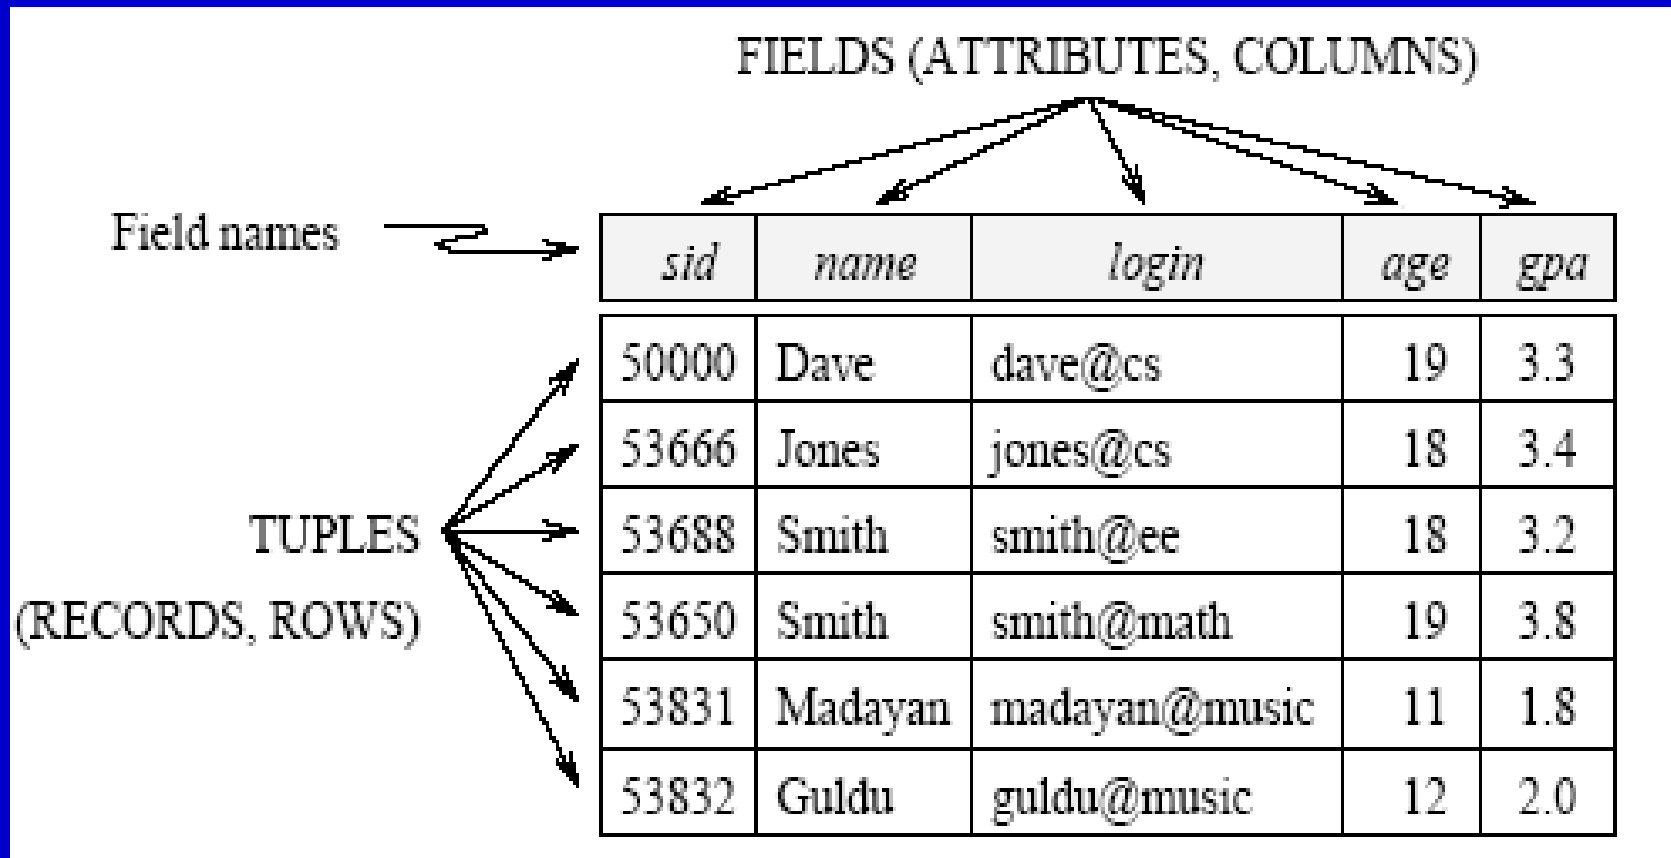 FIELDS (ATTRIBUTES, COLUMNS)
Field names
sid name login age gpa
50000 Dave dave@cs 19 3.3
53666 Jones jones@cs 18 3.4
TUPLES
53688 Smith smith@ee 18 3.2
(RECORDS, ROWS)
53650 Smith smith@math 19 3.8
53831 Madayan madayan@music 11 1.8
53832 Guldu guldu@music 12 2.0